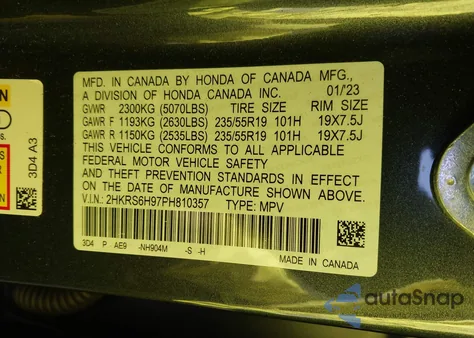 MFD. IN CANADA BY HONDA OF CANADA MFG.,
A DIVISION OF HONDA CANADA INC. 01/'23
GVWR 2300KG (5070LBS) TIRE SIZE RIM SIZE
GAWR F 1193KG (2630LBS) 235/55R19 101H 19X7.5J
GAWR R 1150KG (2535LBS) 235/55R19 101H 19X7.5J
THIS VEHICLE CONFORMS TO ALL APPLICABLE
FEDERAL MOTOR VEHICLE SAFETY
AND THEFT PREVENTION STANDARDS IN EFFECT
ON THE DATE OF MANUFACTURE SHOWN ABOVE.
V.I.N.: 2HKRS6H97PH810357 TYPE: MPV
3D4 P AE9 -NH904M -S -H
MADE IN CANADA
3D4 A3
autoSnap